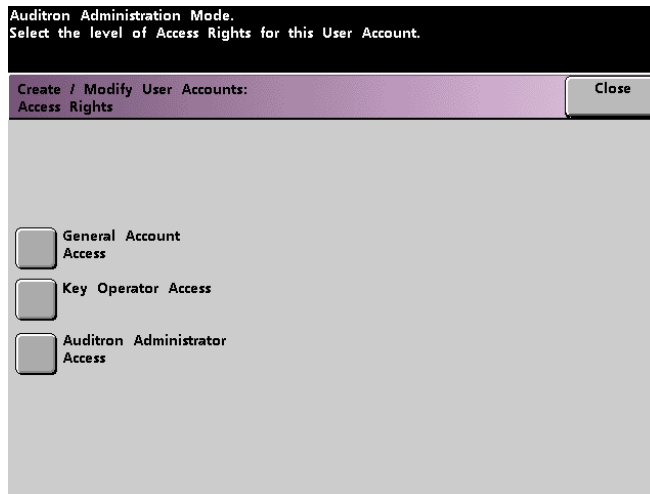 Auditron Administration Mode.
Select the level of Access Rights for this User Account.
Create / Modify User Accounts:
Access Rights
Close
General Account
Access
Key Operator Access
Auditron Administrator
Access